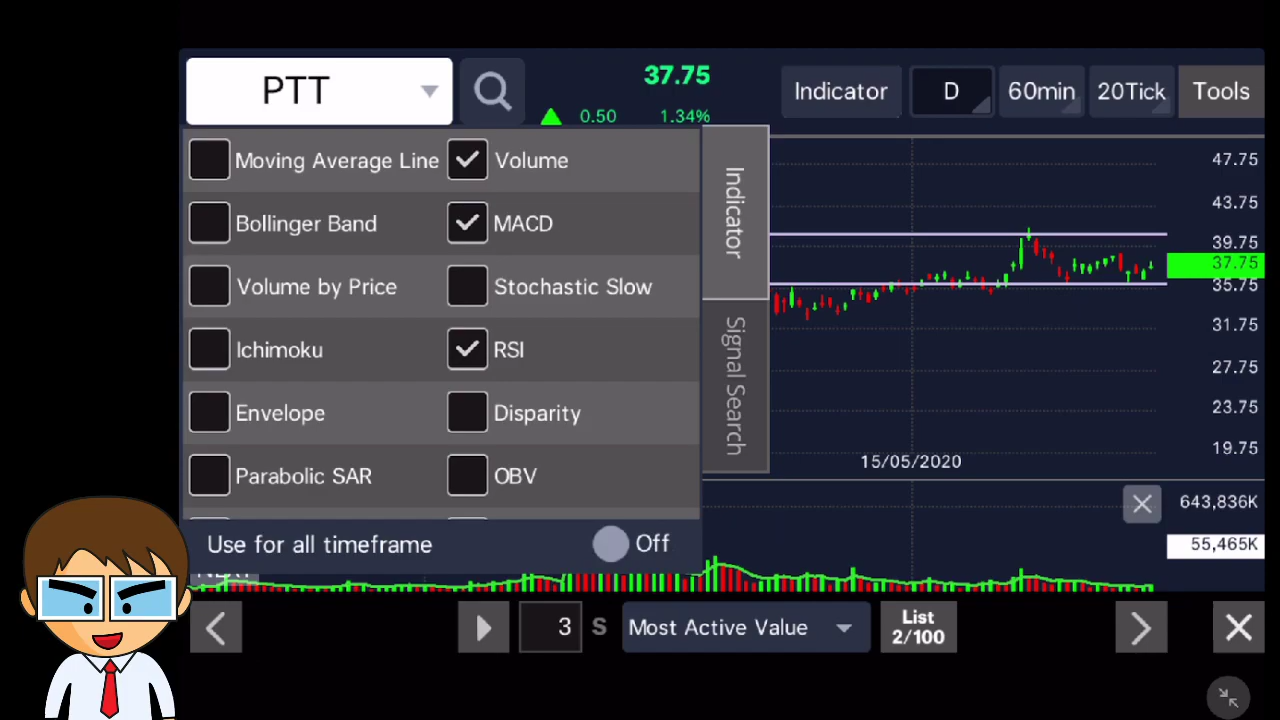 PTT
37.75
0.50 1.34%
Indicator D 60min 20Tick Tools
Moving Average Line Volume
Bollinger Band MACD
Volume by Price Stochastic Slow
Ichimoku RSI
Envelope Disparity
Parabolic SAR OBV
Use for all timeframe Off
Indicator
Signal Search
47.75
43.75
39.75
37.75
35.75
31.75
27.75
23.75
19.75
15/05/2020
643,836K
55,465K
3 S Most Active Value List
2/100